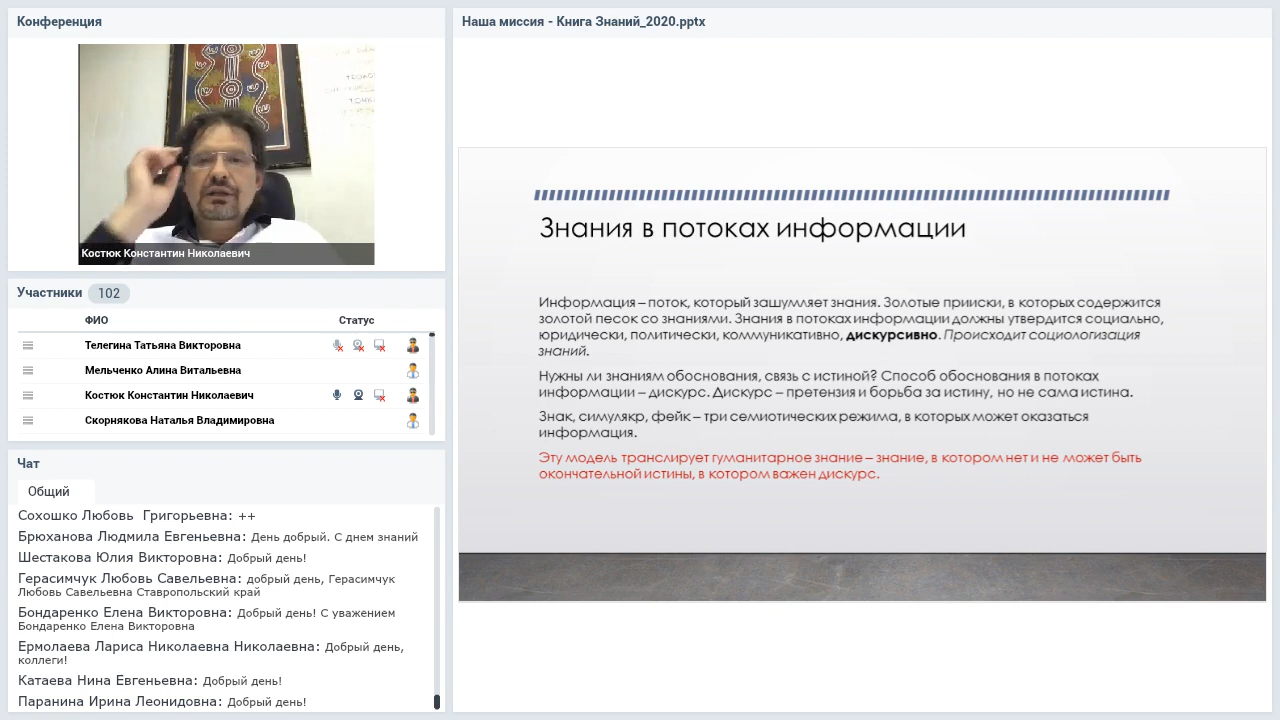 Конференция
Костюк Константин Николаевич
Участники 102
ФИО Статус
Телегина Татьяна Викторовна
Мельченко Алина Витальевна
Костюк Константин Николаевич
Скорнякова Наталья Владимировна
Чат
Общий
Сохошко Любовь Григорьевна: ++
Брюханова Людмила Евгеньевна: День добрый. С днем знаний
Шестакова Юлия Викторовна: Добрый день!
Герасимчук Любовь Савельевна: добрый день, Герасимчук
Любовь Савельевна Ставропольский край
Бондаренко Елена Викторовна: Добрый день! С уважением
Бондаренко Елена Викторовна
Ермолаева Лариса Николаевна Николаевна: Добрый день,
коллеги!
Катаева Нина Евгеньевна: Добрый день!
Паранина Ирина Леонидовна: Добрый день!
Наша миссия - Книга Знаний_2020.pptx
Знания в потоках информации
Информация – поток, который зашумляет знания. Золотые прииски, в которых содержится
золотой песок со знаниями. Знания в потоках информации должны утвердится социально,
юридически, политически, коммуникативно, дискурсивно. Происходит социологизация
знаний.
Нужны ли знаниям обоснования, связь с истиной? Способ обоснования в потоках
информации – дискурс. Дискурс – претензия и борьба за истину, но не сама истина.
Знак, симулякр, фейк – три семиотических режима, в которых может оказаться
информация.
Эту модель транслирует гуманитарное знание – знание, в котором нет и не может быть
окончательной истины, в котором важен дискурс.